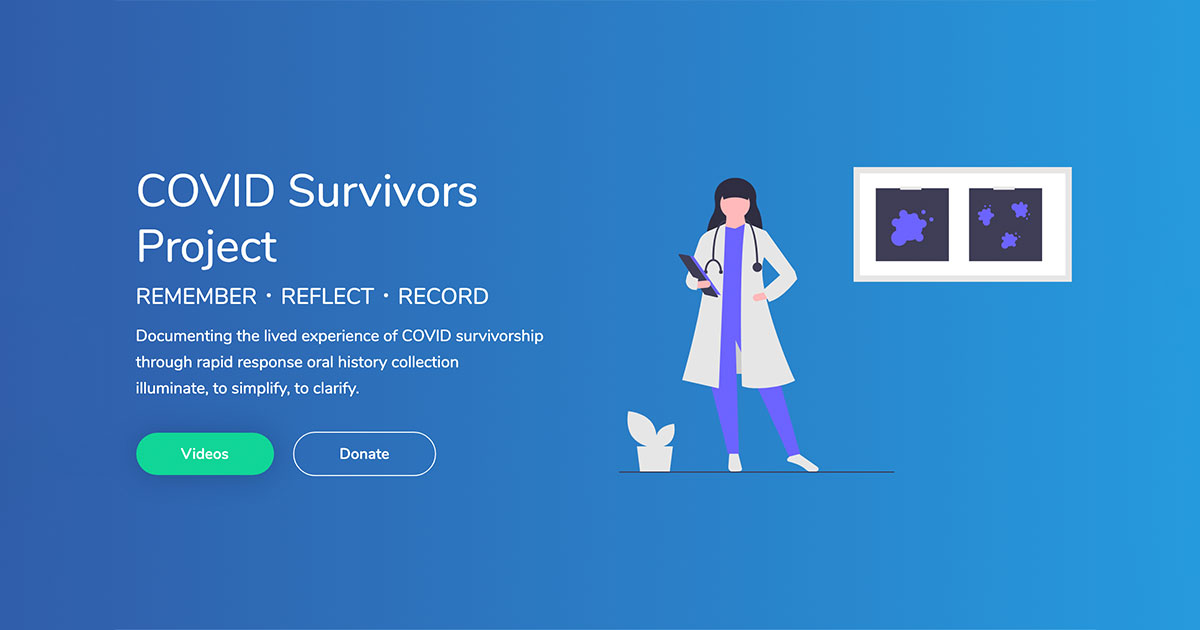 COVID Survivors
Project
REMEMBER • REFLECT • RECORD
Documenting the lived experience of COVID survivorship
through rapid response oral history collection
illuminate, to simplify, to clarify.
Videos
Donate